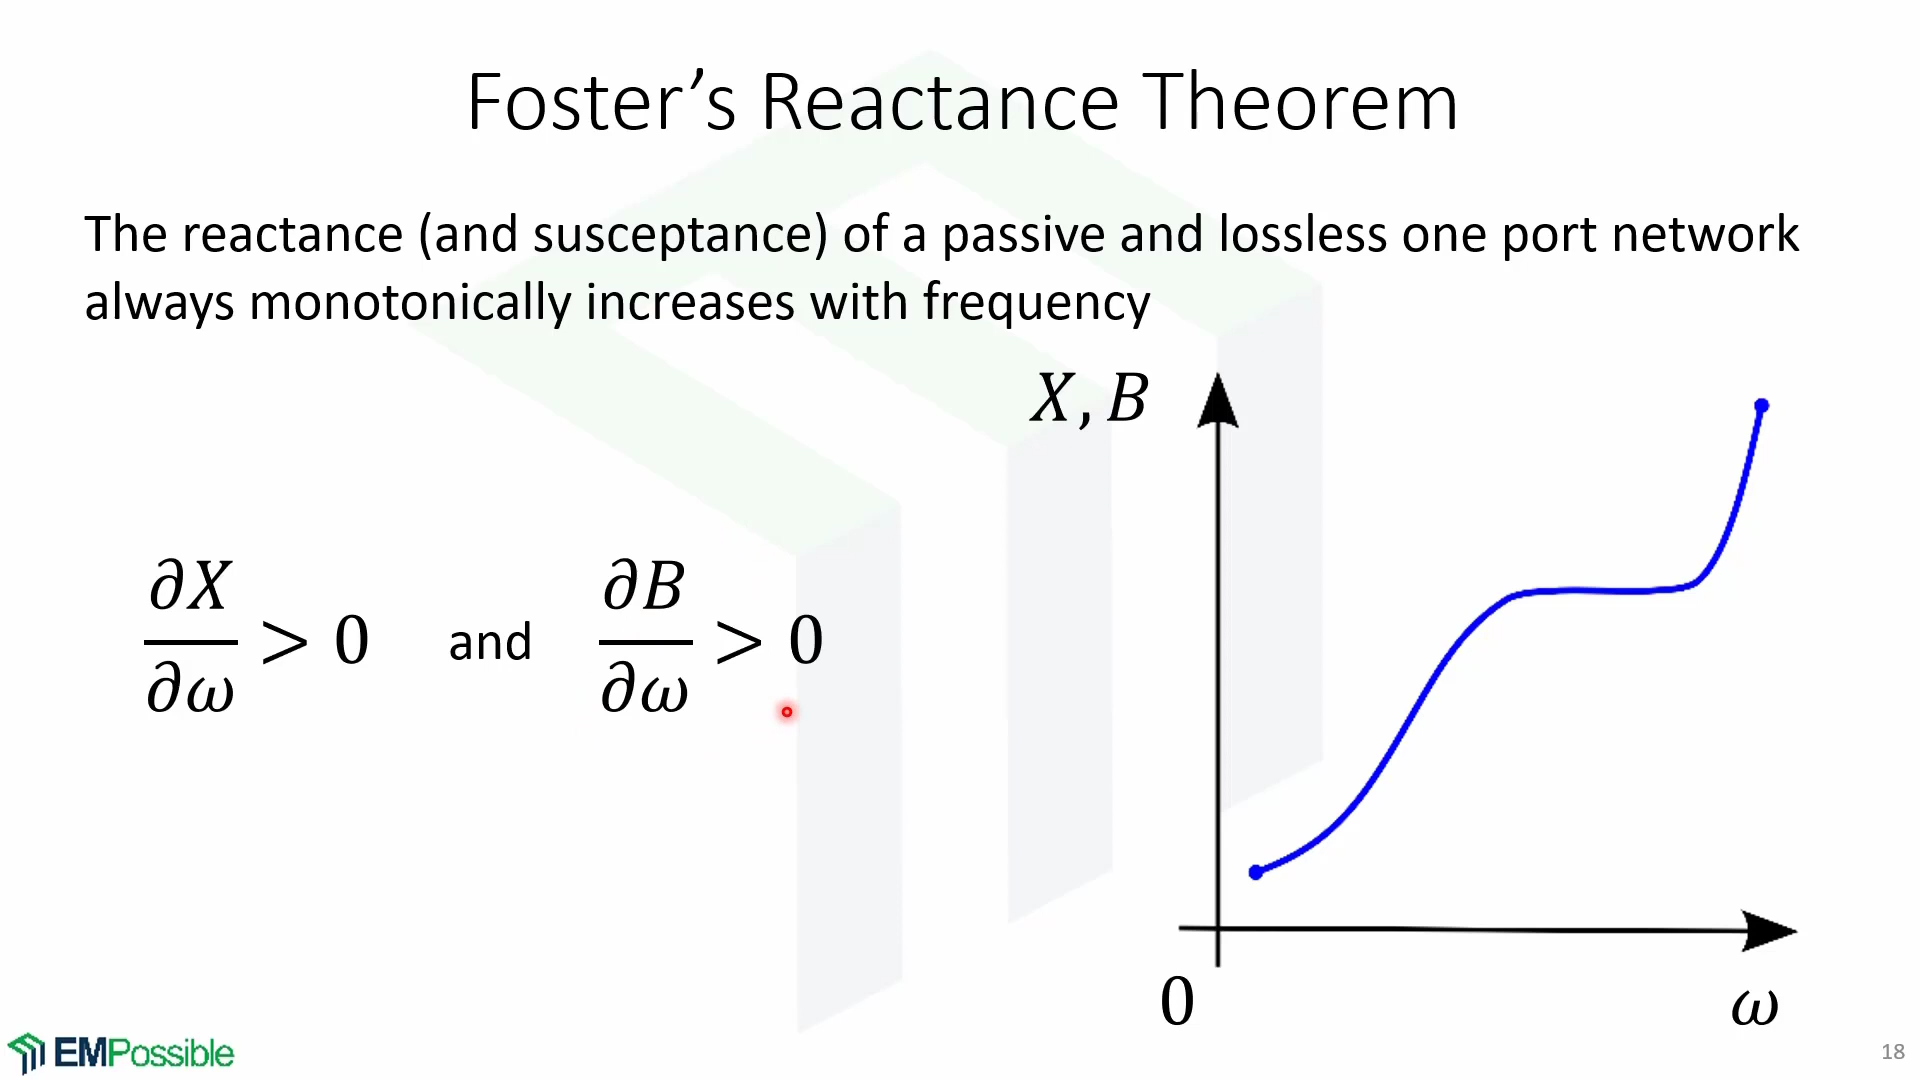 Foster’s Reactance Theorem
The reactance (and susceptance) of a passive and lossless one port network
always monotonically increases with frequency
X, B
∂X/∂ω > 0 and ∂B/∂ω > 0
0
ω
EMPossible
18